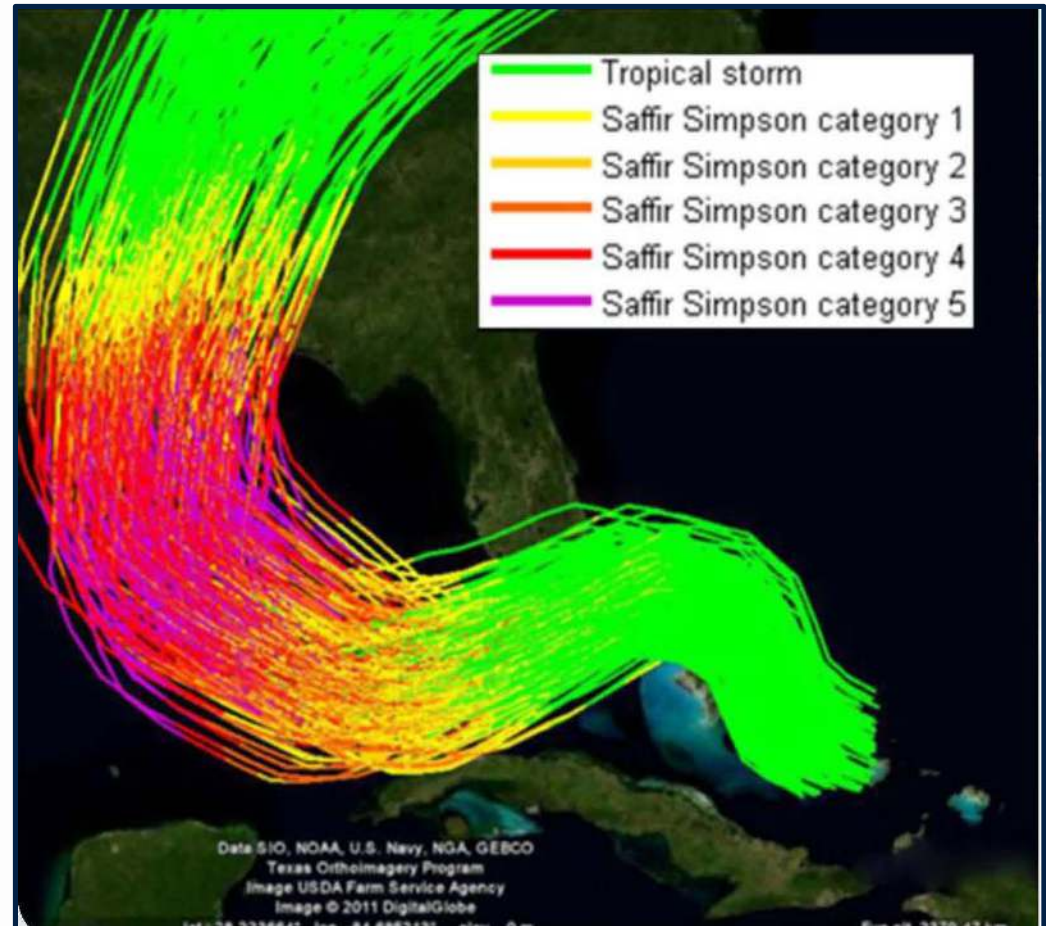 Tropical storm
Saffir Simpson category 1
Saffir Simpson category 2
Saffir Simpson category 3
Saffir Simpson category 4
Saffir Simpson category 5
Data SIO, NOAA, U.S. Navy, NGA, GEBCO
Texas Orthoimagery Program
Image USDA Farm Service Agency
Image © 2011 DigitalGlobe